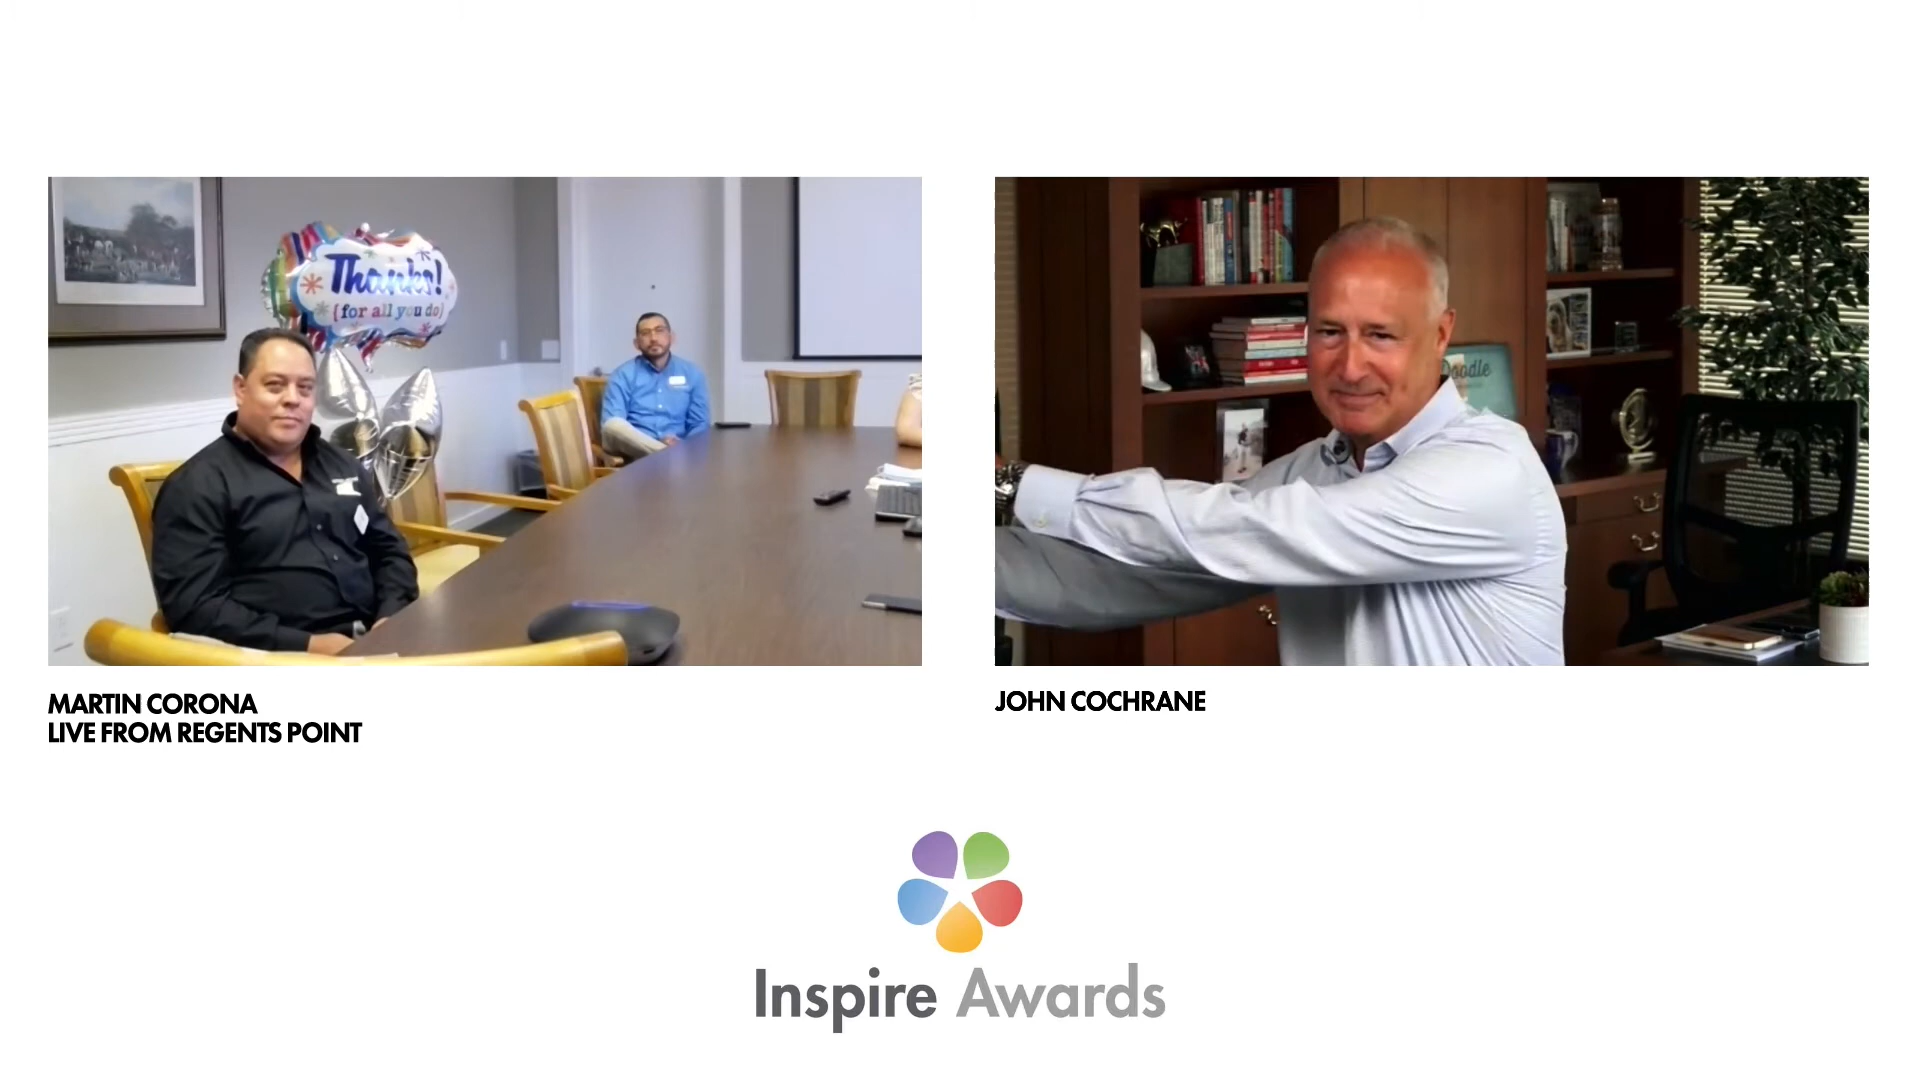 Thanks!
{for all you do}
Doodle
MARTIN CORONA
LIVE FROM REGENTS POINT
JOHN COCHRANE
Inspire Awards